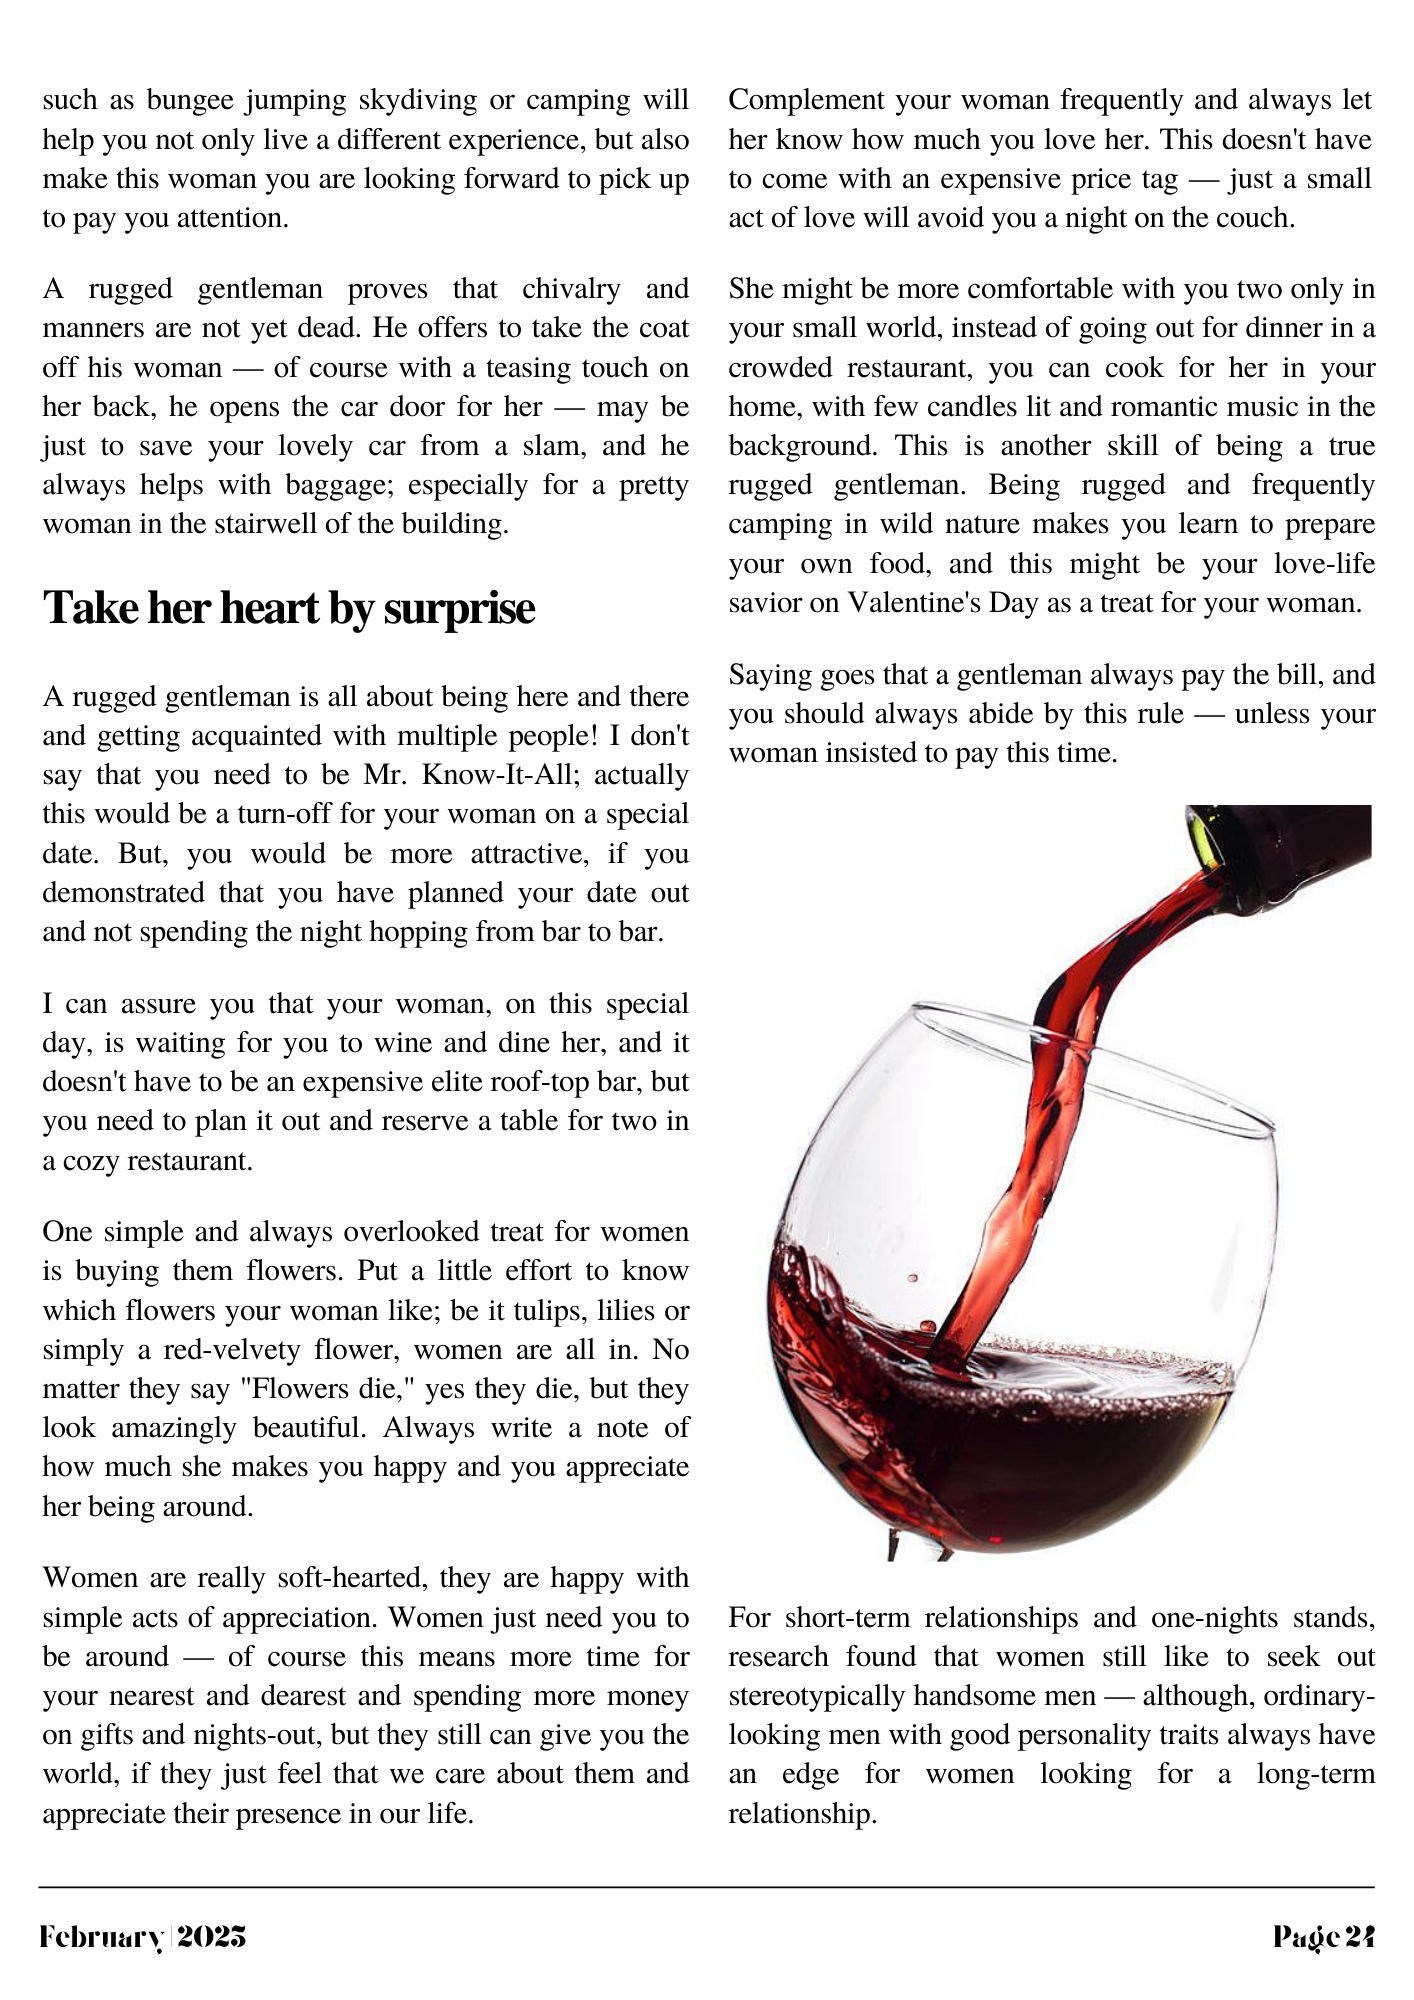 such as bungee jumping skydiving or camping will
help you not only live a different experience, but also
make this woman you are looking forward to pick up
to pay you attention.
A rugged gentleman proves that chivalry and
manners are not yet dead. He offers to take the coat
off his woman — of course with a teasing touch on
her back, he opens the car door for her — may be
just to save your lovely car from a slam, and he
always helps with baggage; especially for a pretty
woman in the stairwell of the building.
Take her heart by surprise
A rugged gentleman is all about being here and there
and getting acquainted with multiple people! I don't
say that you need to be Mr. Know-It-All; actually
this would be a turn-off for your woman on a special
date. But, you would be more attractive, if you
demonstrated that you have planned your date out
and not spending the night hopping from bar to bar.
I can assure you that your woman, on this special
day, is waiting for you to wine and dine her, and it
doesn't have to be an expensive elite roof-top bar, but
you need to plan it out and reserve a table for two in
a cozy restaurant.
One simple and always overlooked treat for women
is buying them flowers. Put a little effort to know
which flowers your woman like; be it tulips, lilies or
simply a red-velvety flower, women are all in. No
matter they say "Flowers die," yes they die, but they
look amazingly beautiful. Always write a note of
how much she makes you happy and you appreciate
her being around.
Women are really soft-hearted, they are happy with
simple acts of appreciation. Women just need you to
be around — of course this means more time for
your nearest and dearest and spending more money
on gifts and nights-out, but they still can give you the
world, if they just feel that we care about them and
appreciate their presence in our life.
Complement your woman frequently and always let
her know how much you love her. This doesn't have
to come with an expensive price tag — just a small
act of love will avoid you a night on the couch.
She might be more comfortable with you two only in
your small world, instead of going out for dinner in a
crowded restaurant, you can cook for her in your
home, with few candles lit and romantic music in the
background. This is another skill of being a true
rugged gentleman. Being rugged and frequently
camping in wild nature makes you learn to prepare
your own food, and this might be your love-life
savior on Valentine's Day as a treat for your woman.
Saying goes that a gentleman always pay the bill, and
you should always abide by this rule — unless your
woman insisted to pay this time.
For short-term relationships and one-nights stands,
research found that women still like to seek out
stereotypically handsome men — although, ordinary-
looking men with good personality traits always have
an edge for women looking for a long-term
relationship.
February | 2025
Page 24